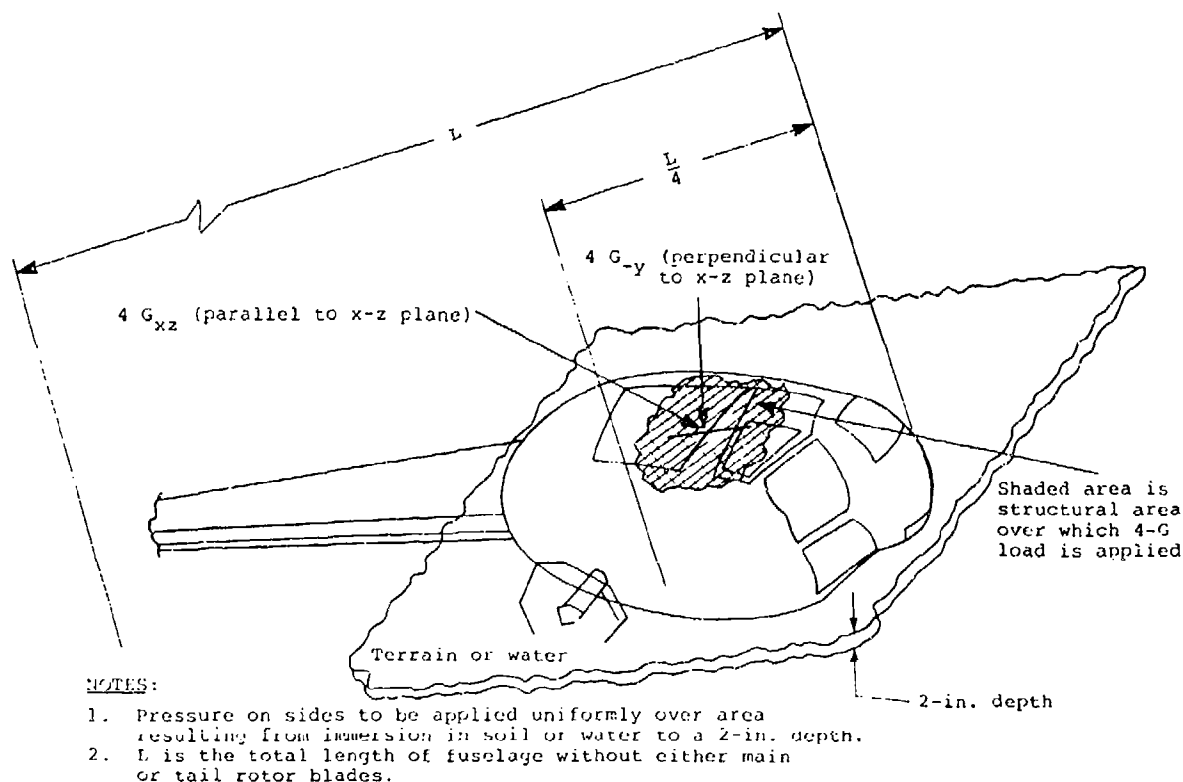 L
L
4
4 G-y (perpendicular
to x-z plane)
4 Gxz (parallel to x-z plane)
Shaded area is
structural area
over which 4-G
load is applied
Terrain or water
2-in. depth
NOTES:
1. Pressure on sides to be applied uniformly over area
resulting from immersion in soil or water to a 2-in. depth.
2. L is the total length of fuselage without either main
or tail rotor blades.